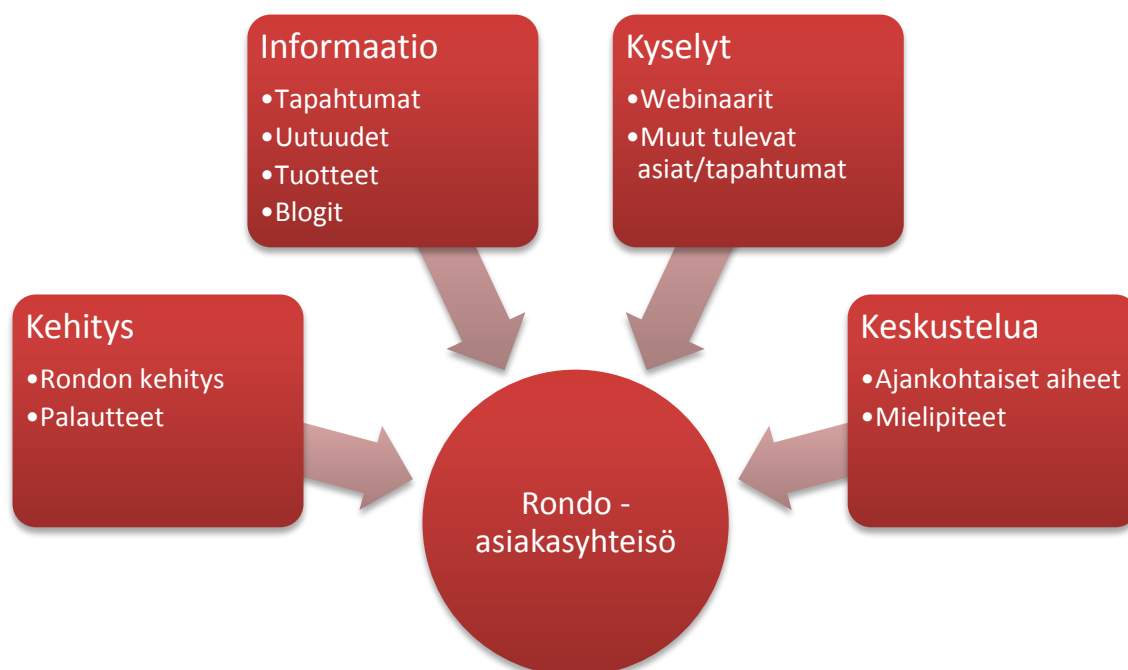 Informaatio
•Tapahtumat
•Uutuudet
•Tuotteet
•Blogit
Kyselyt
•Webinaarit
•Muut tulevat
asiat/tapahtumat
Kehitys
•Rondon kehitys
•Palautteet
Keskustelua
•Ajankohtaiset aiheet
•Mielipiteet
Rondo -
asiakasyhteisö